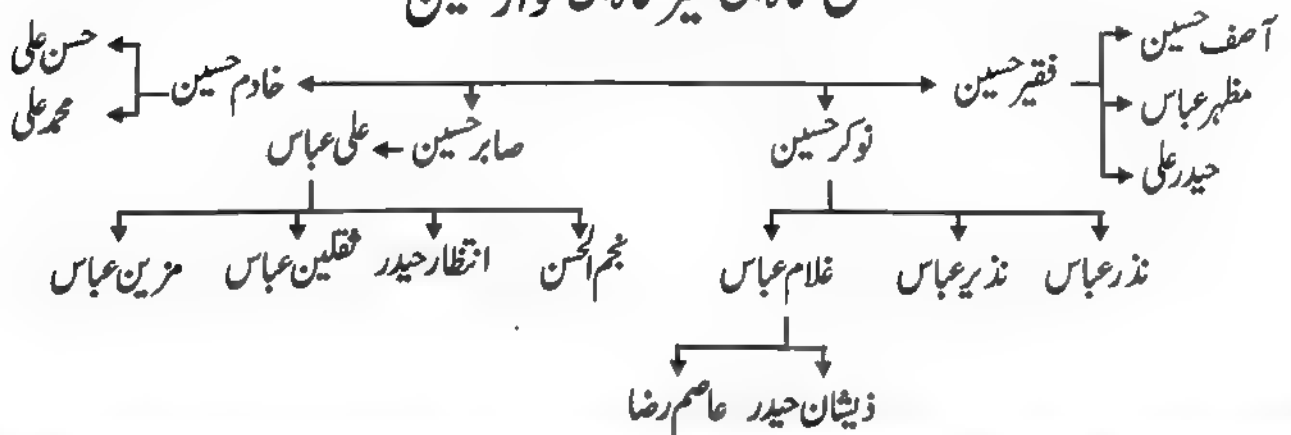 آصف حسین
حسن علی
فقیر حسین
خادم حسین
مظہر عباس
محمد علی
نوکر حسین
صابر حسین
علی عباس
حیدر علی
نذر عباس
نذیر عباس
غلام عباس
نجم الحسن
انتظار حیدر
ثقلین عباس
مزین عباس
ذیشان حیدر
عاصم رضا